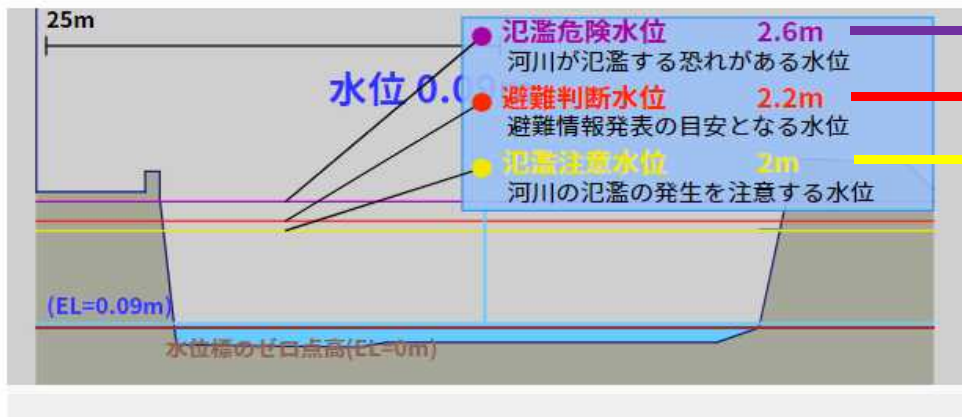 25m
氾濫危険水位 2.6m
河川が氾濫する恐れがある水位
水位 0.09
避難判断水位 2.2m
避難情報発表の目安となる水位
氾濫注意水位 2m
河川の氾濫の発生を注意する水位
(EL=0.09m)
水位標のゼロ点高(EL=0m)